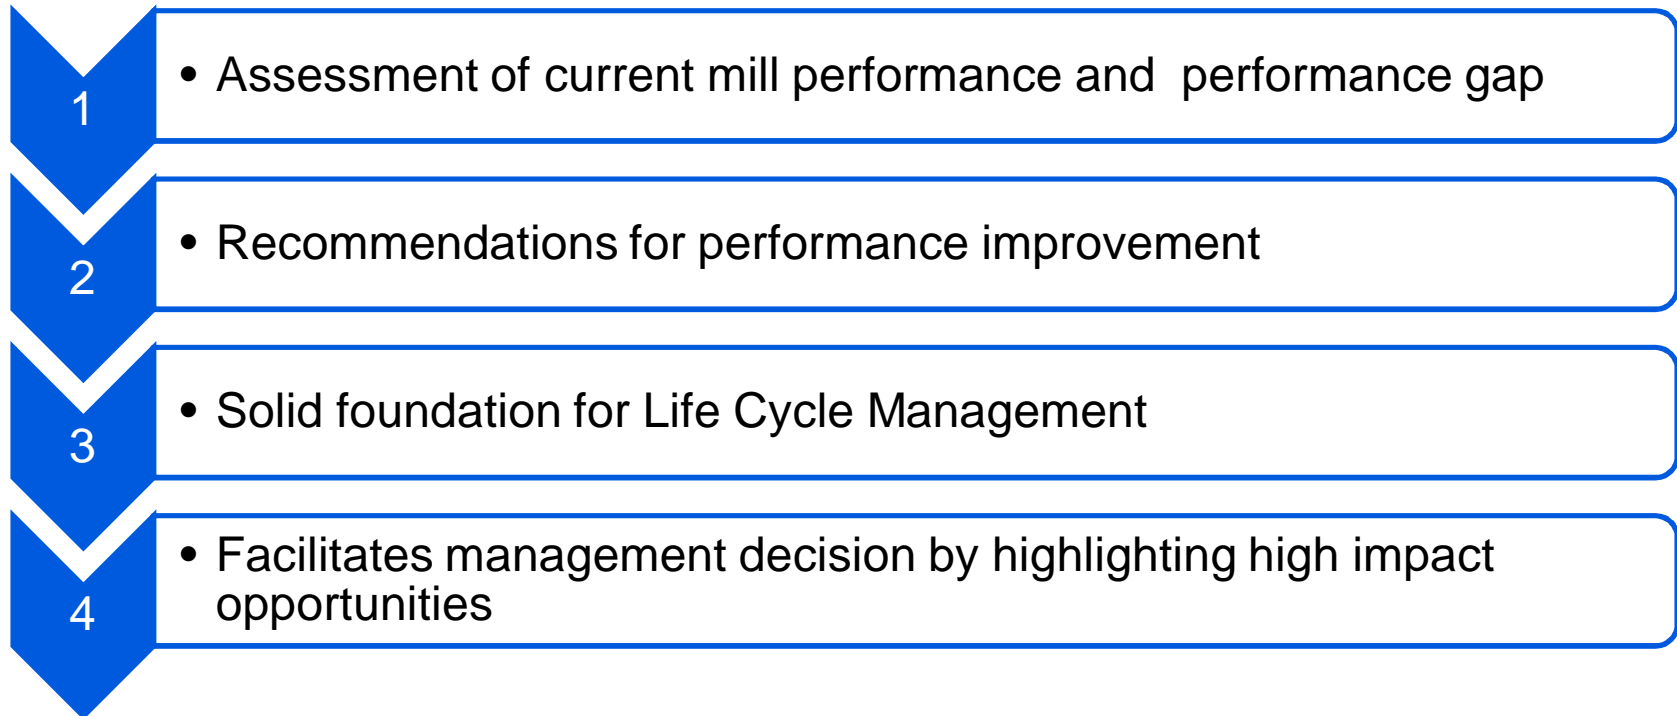 1
• Assessment of current mill performance and  performance gap
2
• Recommendations for performance improvement
3
• Solid foundation for Life Cycle Management
4
• Facilitates management decision by highlighting high impact
opportunities